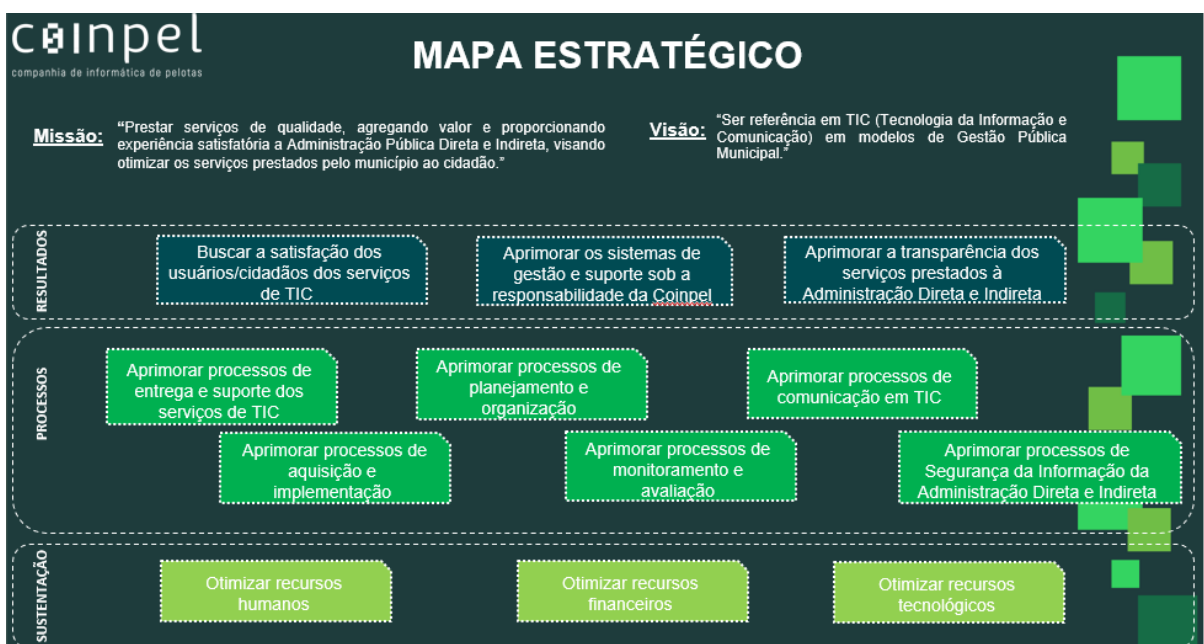 coinpel
companhia de informática de pelotas
MAPA ESTRATÉGICO
Missão:
“Prestar serviços de qualidade, agregando valor e proporcionando
experiência satisfatória a Administração Pública Direta e Indireta, visando
otimizar os serviços prestados pelo município ao cidadão.”
Visão:
“Ser referência em TIC (Tecnologia da Informação e
Comunicação) em modelos de Gestão Pública
Municipal.”
RESULTADOS
Buscar a satisfação dos
usuários/cidadãos dos serviços
de TIC
Aprimorar os sistemas de
gestão e suporte sob a
responsabilidade da Coinpel
Aprimorar a transparência dos
serviços prestados à
Administração Direta e Indireta
PROCESSOS
Aprimorar processos de
entrega e suporte dos
serviços de TIC
Aprimorar processos de
planejamento e
organização
Aprimorar processos de
comunicação em TIC
Aprimorar processos de
aquisição e
implementação
Aprimorar processos de
monitoramento e
avaliação
Aprimorar processos de
Segurança da Informação da
Administração Direta e Indireta
SUSTENTAÇÃO
Otimizar recursos
humanos
Otimizar recursos
financeiros
Otimizar recursos
tecnológicos